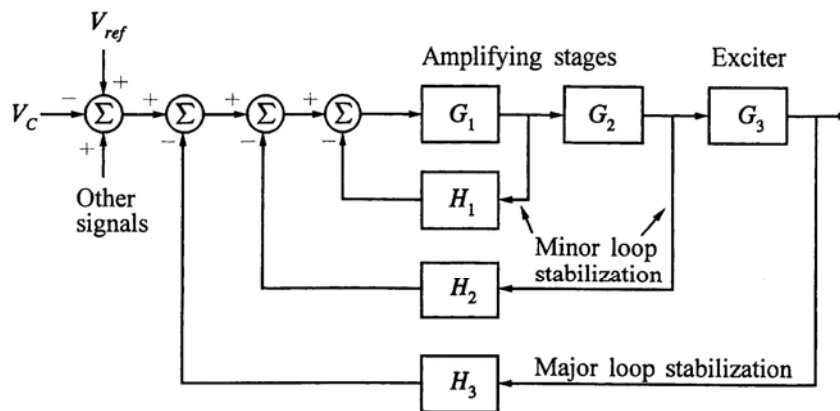 V_ref
Amplifying stages
Exciter
+
− + + +
V_C Σ Σ Σ Σ G_1 G_2 G_3
+ − − −
Other
signals
H_1
Minor loop
stabilization
H_2
Major loop stabilization
H_3